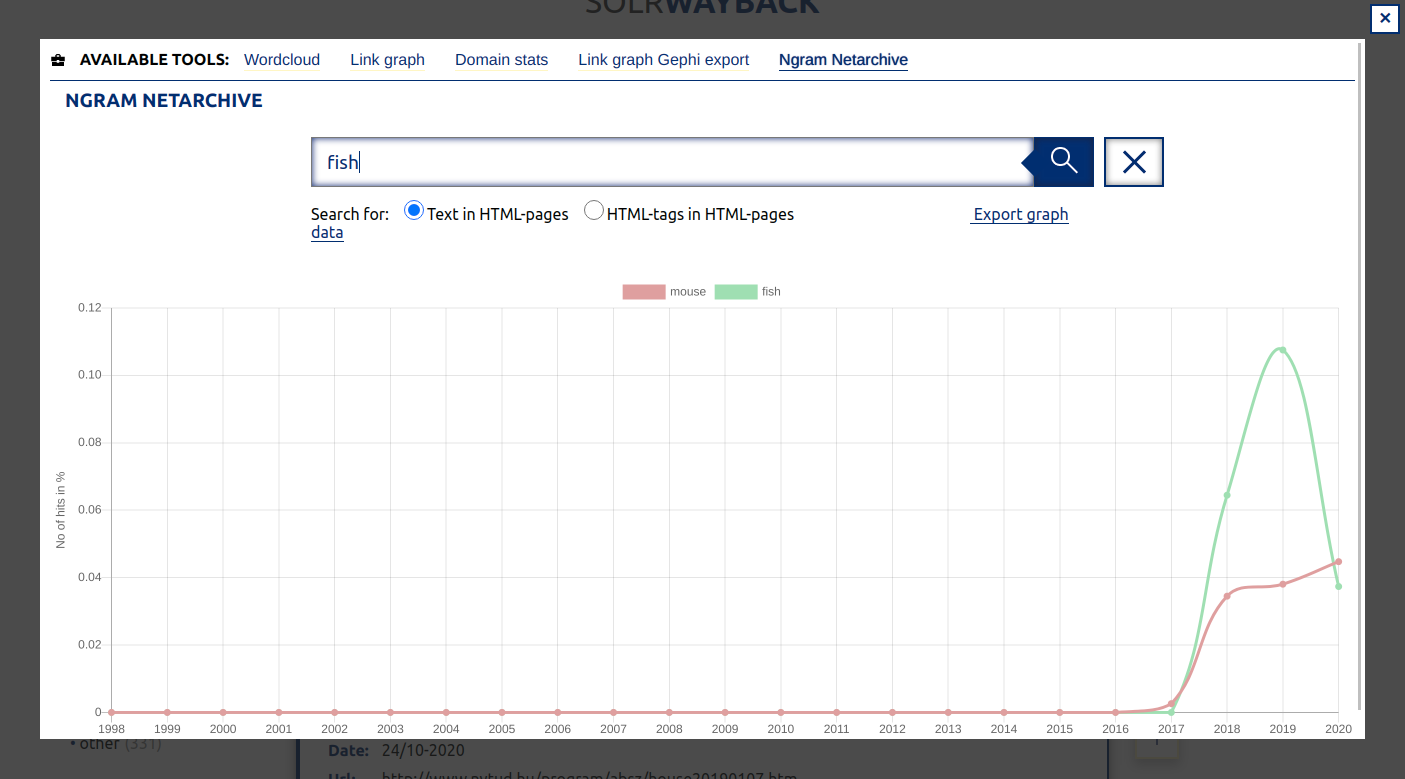 SOLRWAYBACK
×
AVAILABLE TOOLS: Wordcloud Link graph Domain stats Link graph Gephi export Ngram Netarchive
NGRAM NETARCHIVE
fish
Search for: Text in HTML-pages HTML-tags in HTML-pages Export graph
data
mouse fish
0.12
0.10
0.08
0.06
0.04
0.02
0
No of hits in %
1998 1999 2000 2001 2002 2003 2004 2005 2006 2007 2008 2009 2010 2011 2012 2013 2014 2015 2016 2017 2018 2019 2020
• other (331)
Date: 24/10-2020